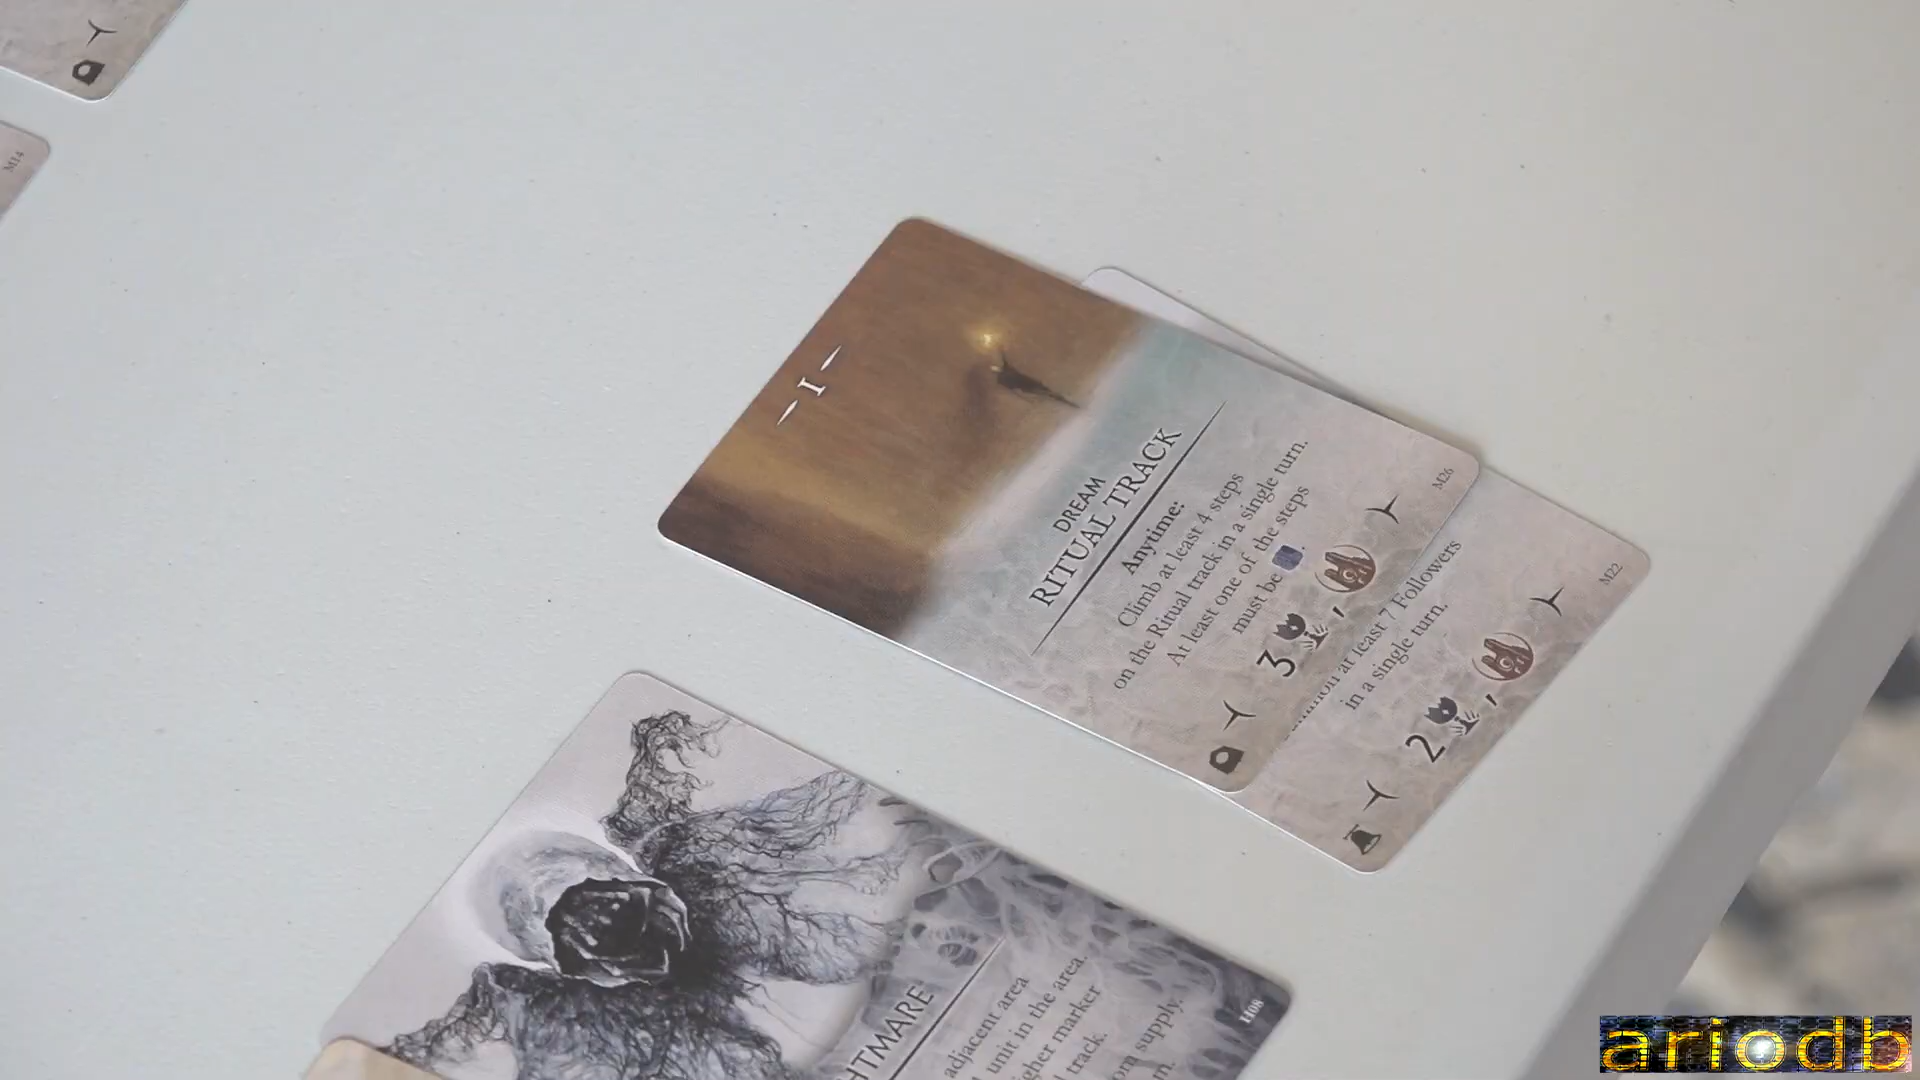 M14
I
DREAM
RITUAL TRACK
Anytime:
Climb at least 4 steps
on the Ritual track in a single turn.
At least one of the steps
must be
3 ,
M26
at least 7 Followers
in a single turn.
2 ,
M22
adjacent area
unit in the area.
marker
track.
supply.
H08
ariodb